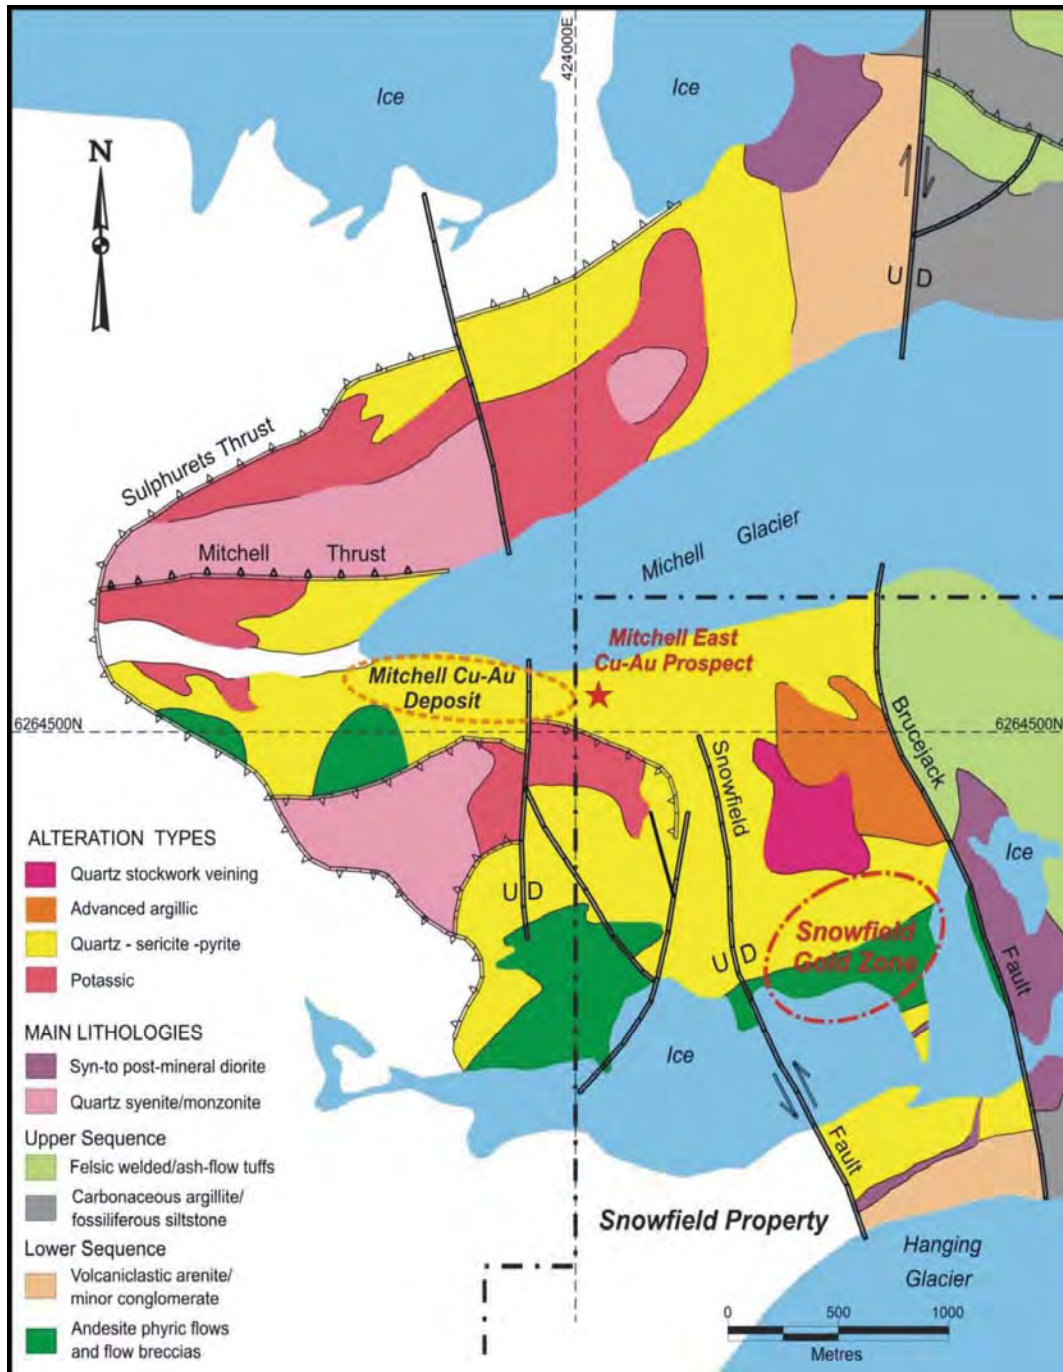 424000E
Ice
Ice
N
U D
Sulphurets Thrust
Mitchell Thrust
Michell Glacier
Mitchell East
Cu-Au Prospect
Mitchell Cu-Au
Deposit
6264500N
6264500N
Snowfield
Brucejack
Ice
U D
Snowfield
Gold Zone
U D
Fault
Ice
Fault
Snowfield Property
Hanging
Glacier
ALTERATION TYPES
Quartz stockwork veining
Advanced argillic
Quartz - sericite -pyrite
Potassic
MAIN LITHOLOGIES
Syn-to post-mineral diorite
Quartz syenite/monzonite
Upper Sequence
Felsic welded/ash-flow tuffs
Carbonaceous argillite/
fossiliferous siltstone
Lower Sequence
Volcaniclastic arenite/
minor conglomerate
Andesite phyric flows
and flow breccias
0 500 1000
Metres